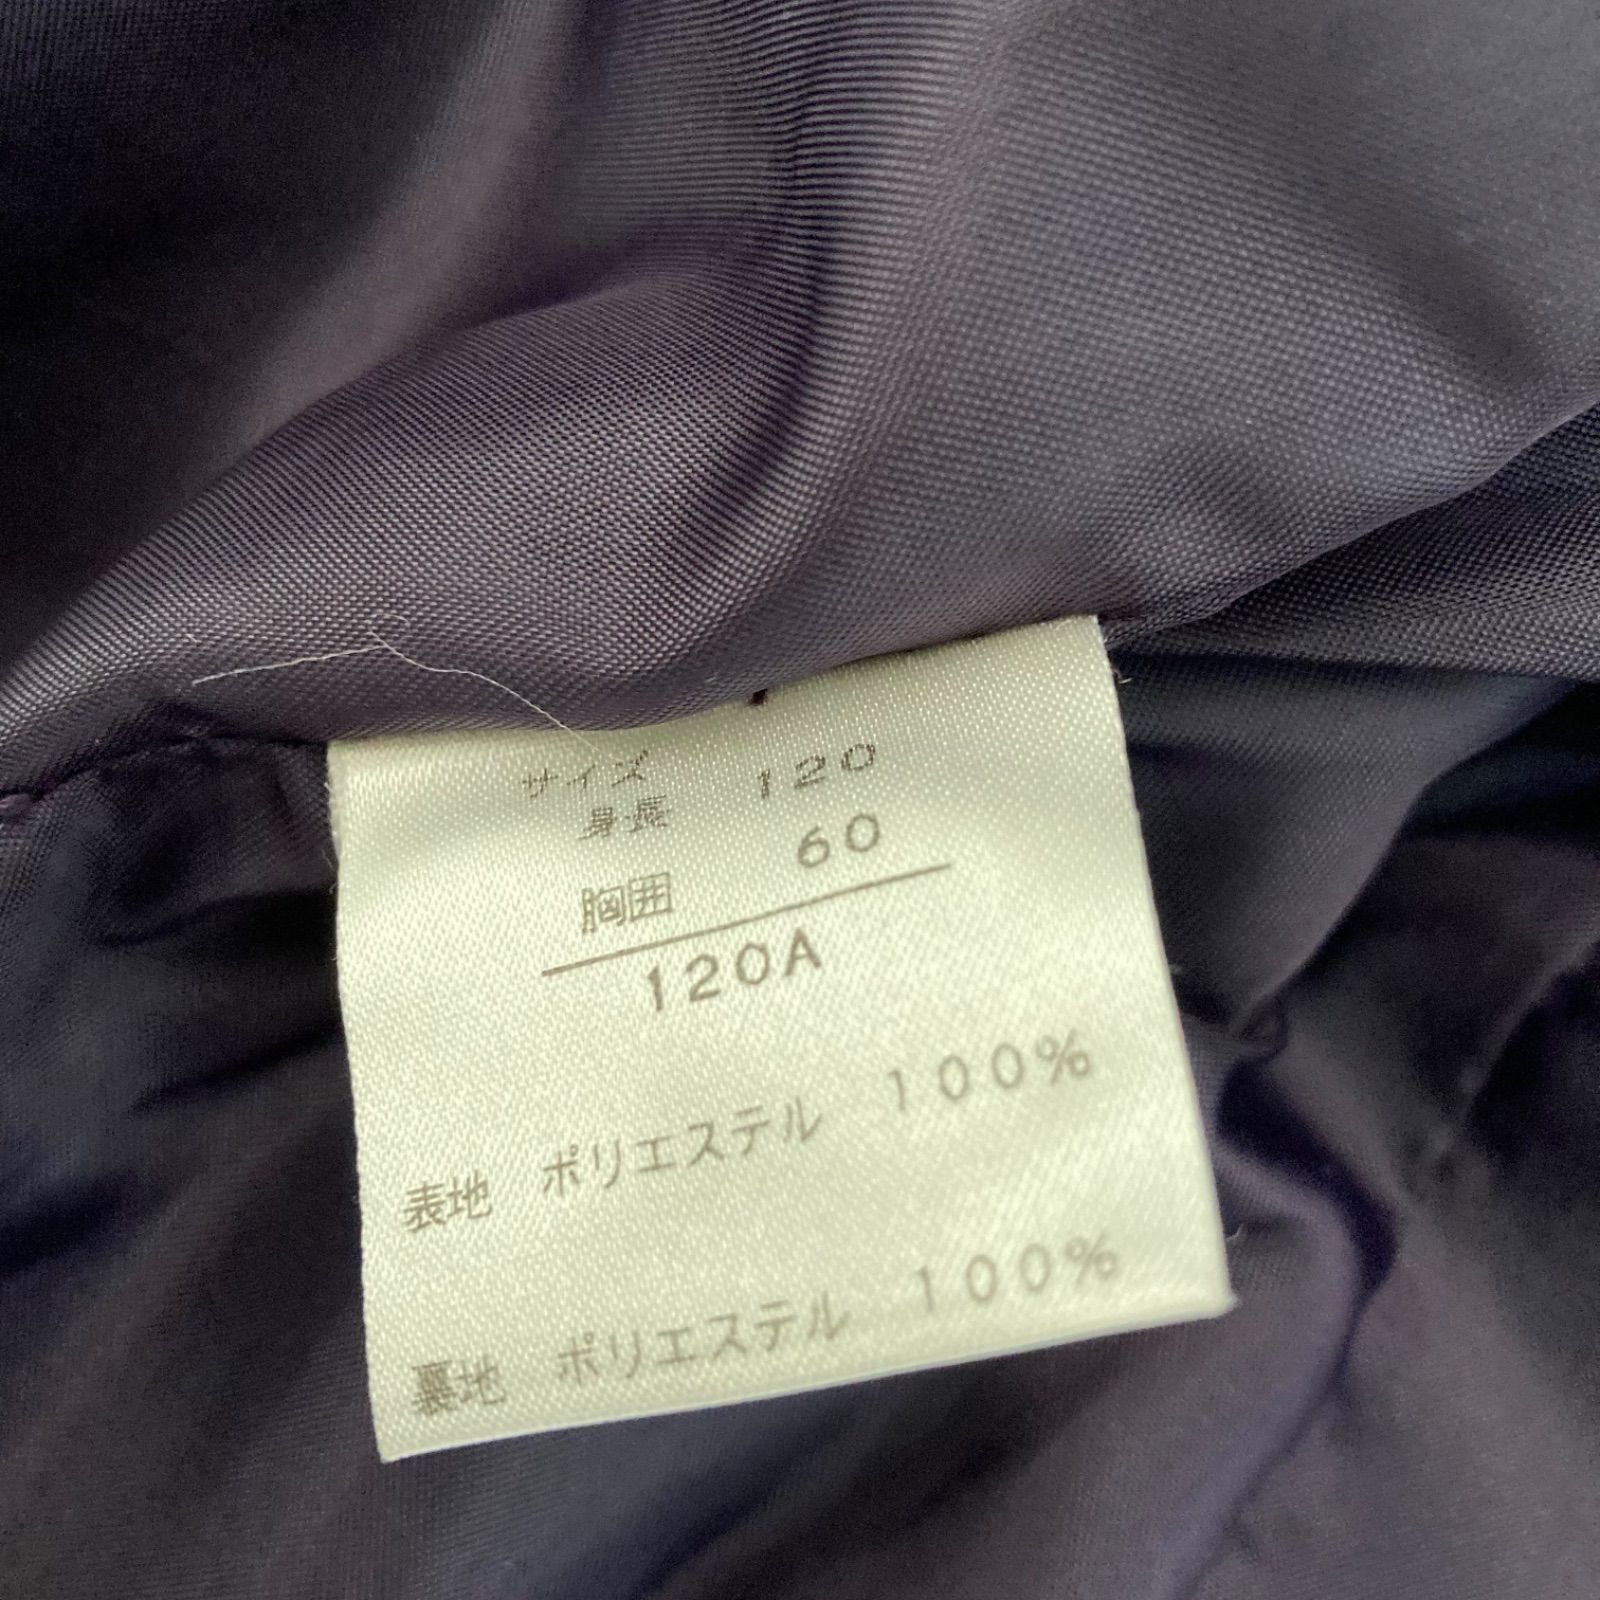 サイズ
身長 120
胸囲 60
120A
表地 ポリエステル 100%
裏地 ポリエステル 100%